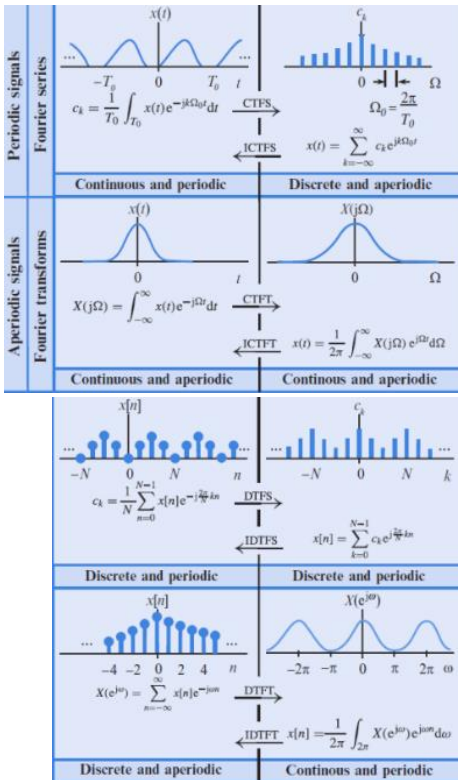 Periodic signals
Fourier series
x(t)
... ...
−T₀ 0 T₀ t
c_k = 1/T₀ ∫_{T₀} x(t)e^{−jkΩ₀t}dt
CTFS
ICTFS
c_k
0 Ω
Ω₀ = 2π/T₀
x(t) = ∑_{k=−∞}^{∞} c_k e^{jkΩ₀t}
Continuous and periodic
Discrete and aperiodic
Aperiodic signals
Fourier transforms
x(t)
0 t
X(jΩ) = ∫_{−∞}^{∞} x(t)e^{−jΩt}dt
CTFT
ICTFT
X(jΩ)
0 Ω
x(t) = 1/2π ∫_{−∞}^{∞} X(jΩ) e^{jΩt}dΩ
Continuous and aperiodic
Continous and aperiodic
x[n]
... ...
−N 0 N n
c_k = 1/N ∑_{n=0}^{N−1} x[n]e^{−j(2π/N)kn}
DTFS
IDTFS
c_k
... ...
−N 0 N k
x[n] = ∑_{k=0}^{N−1} c_k e^{j(2π/N)kn}
Discrete and periodic
Discrete and periodic
x[n]
... ...
−4 −2 0 2 4 n
X(e^{jω}) = ∑_{n=−∞}^{∞} x[n]e^{−jωn}
DTFT
IDTFT
X(e^{jω})
−2π −π 0 π 2π ω
x[n] = 1/2π ∫_{2π} X(e^{jω})e^{jωn}dω
Discrete and aperiodic
Continous and periodic